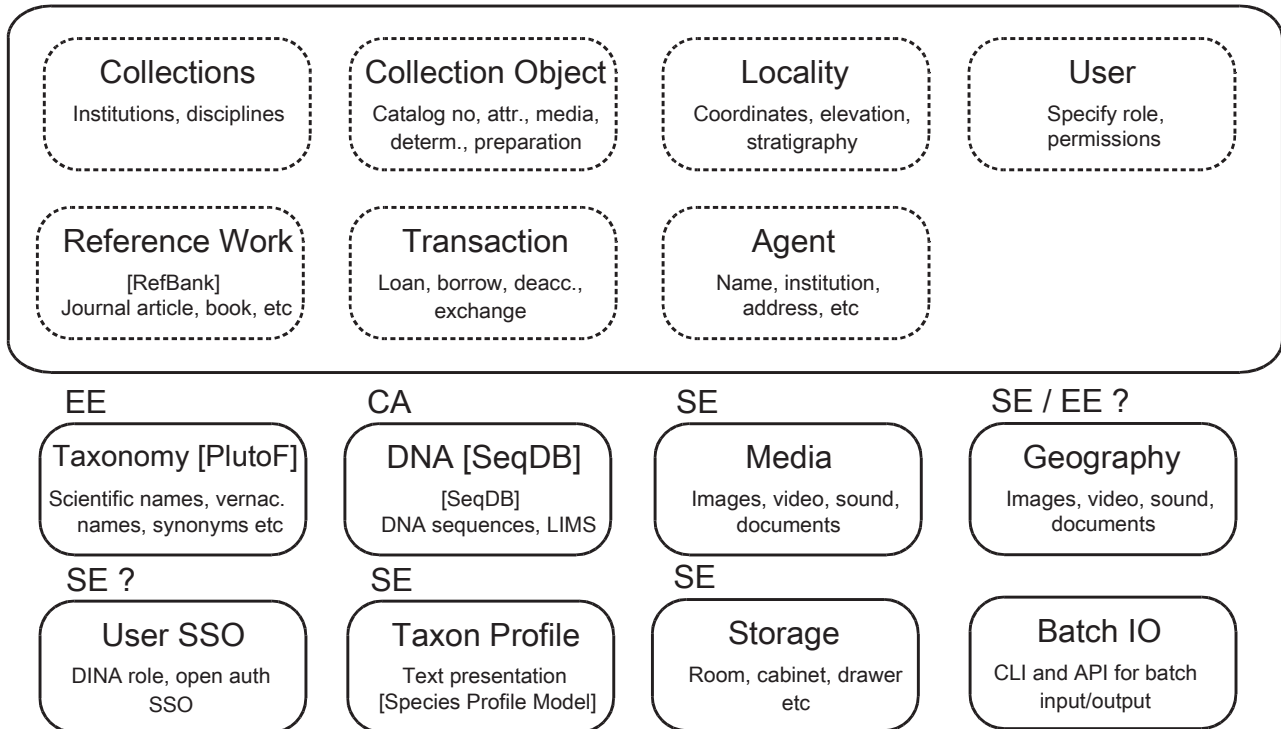 Collections
Institutions, disciplines
Collection Object
Catalog no, attr., media,
determ., preparation
Locality
Coordinates, elevation,
stratigraphy
User
Specify role,
permissions
Reference Work
[RefBank]
Journal article, book, etc
Transaction
Loan, borrow, deacc.,
exchange
Agent
Name, institution,
address, etc
EE
Taxonomy [PlutoF]
Scientific names, vernac.
names, synonyms etc
CA
DNA [SeqDB]
[SeqDB]
DNA sequences, LIMS
SE
Media
Images, video, sound,
documents
SE / EE ?
Geography
Images, video, sound,
documents
SE ?
User SSO
DINA role, open auth
SSO
SE
Taxon Profile
Text presentation
[Species Profile Model]
SE
Storage
Room, cabinet, drawer
etc
Batch IO
CLI and API for batch
input/output